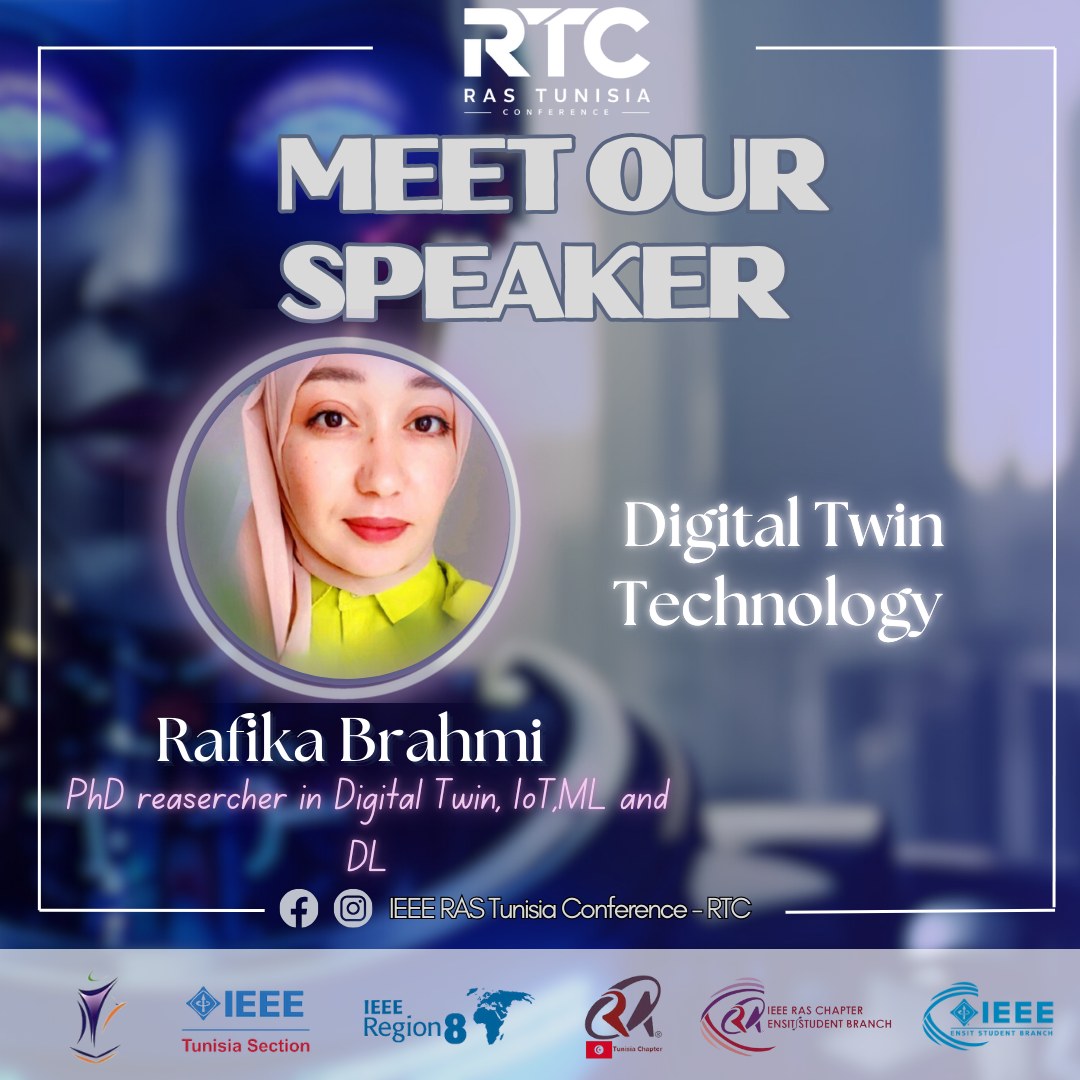 RTC
RAS TUNISIA
CONFERENCE
MEET OUR
SPEAKER
Digital Twin
Technology
Rafika Brahmi
PhD reasercher in Digital Twin, IoT,ML and
DL
IEEE RAS Tunisia Conference - RTC
IEEE
Tunisia Section
IEEE
Region 8
RA
Tunisia Chapter
RA
IEEE RAS CHAPTER
ENSIT/STUDENT BRANCH
IEEE
ENSIT STUDENT BRANCH